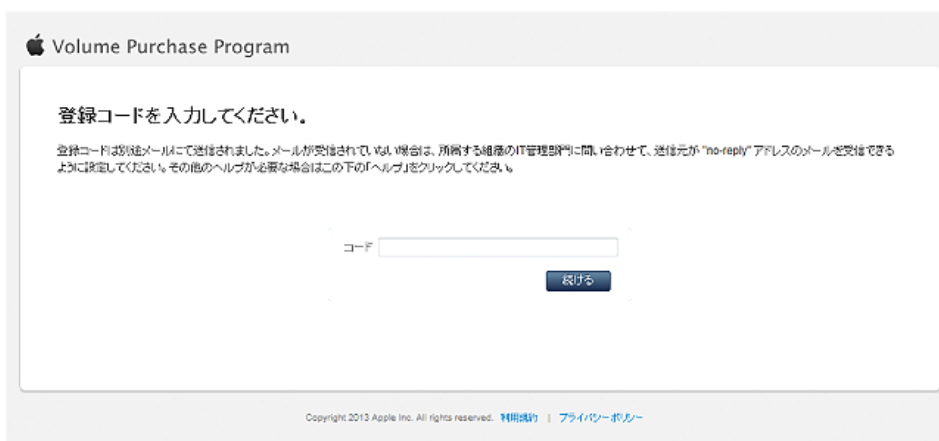 Volume Purchase Program
登録コードを入力してください。
登録コードは別途メールにて送信されました。メールが受信されていない場合は、所属する組織のIT管理部門に問い合わせて、送信元が "no-reply" アドレスのメールを受信できる
ように設定してください。その他のヘルプが必要な場合はこの下の「ヘルプ」をクリックしてください。
コード
続ける
Copyright 2013 Apple Inc. All rights reserved. 利用規約 | プライバシーポリシー